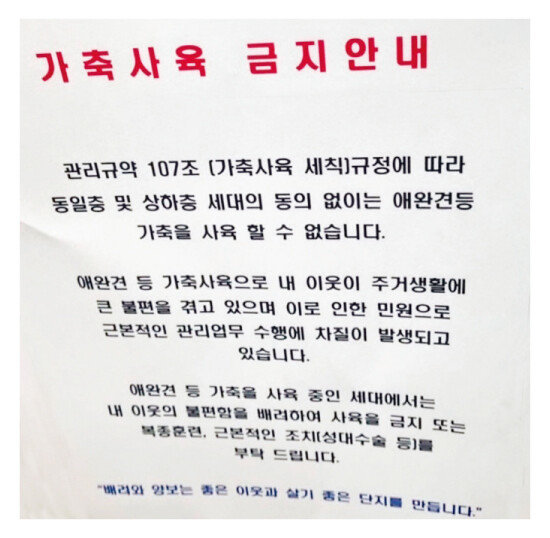 가축사육 금지안내
관리규약 107조 (가축사육 세칙)규정에 따라
동일층 및 상하층 세대의 동의 없이는 애완견등
가축을 사육 할 수 없습니다.
애완견 등 가축사육으로 내 이웃이 주거생활에
큰 불편을 겪고 있으며 이로 인한 민원으로
근본적인 관리업무 수행에 차질이 발생되고
있습니다.
애완견 등 가축을 사육 중인 세대에서는
내 이웃의 불편함을 배려하여 사육을 금지 또는
복종훈련, 근본적인 조치(성대수술 등)를
부탁 드립니다.
"배려와 양보는 좋은 이웃과 살기 좋은 단지를 만듭니다."